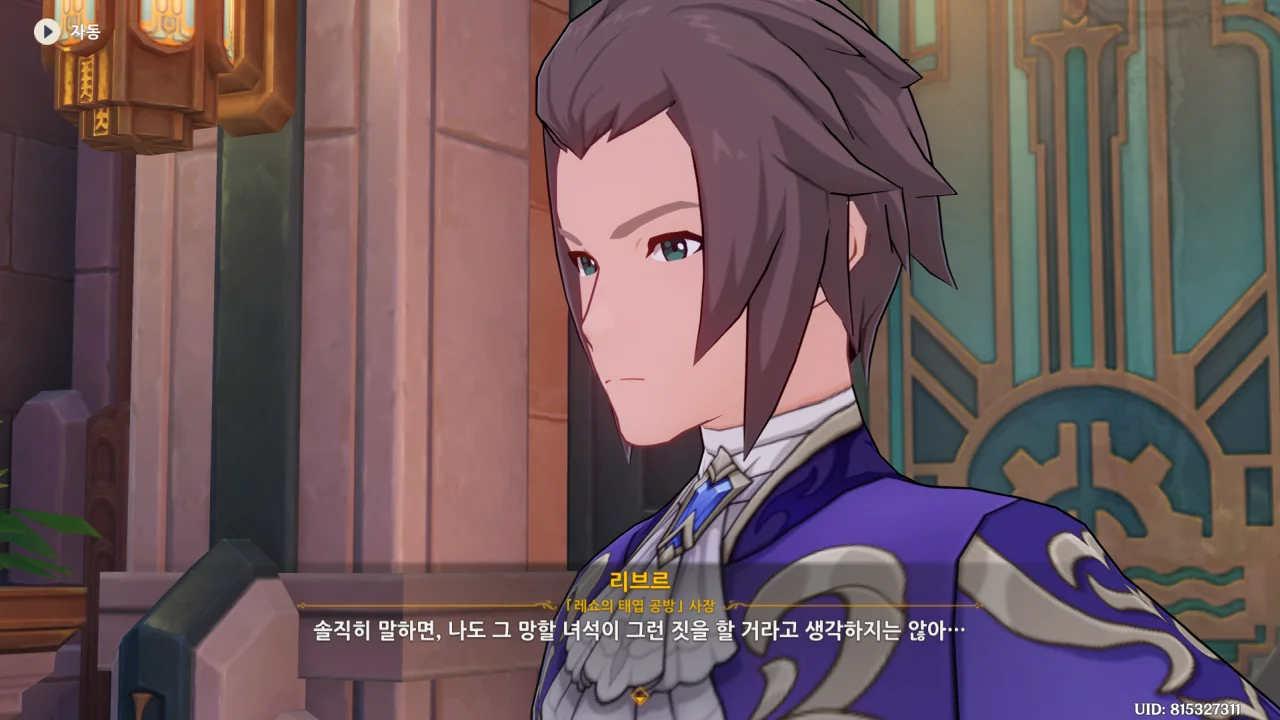 자동
리브르
「레쇼의 태엽 공방」 사장
솔직히 말하면, 나도 그 망할 녀석이 그런 짓을 할 거라고 생각하지는 않아…
UID: 815327311